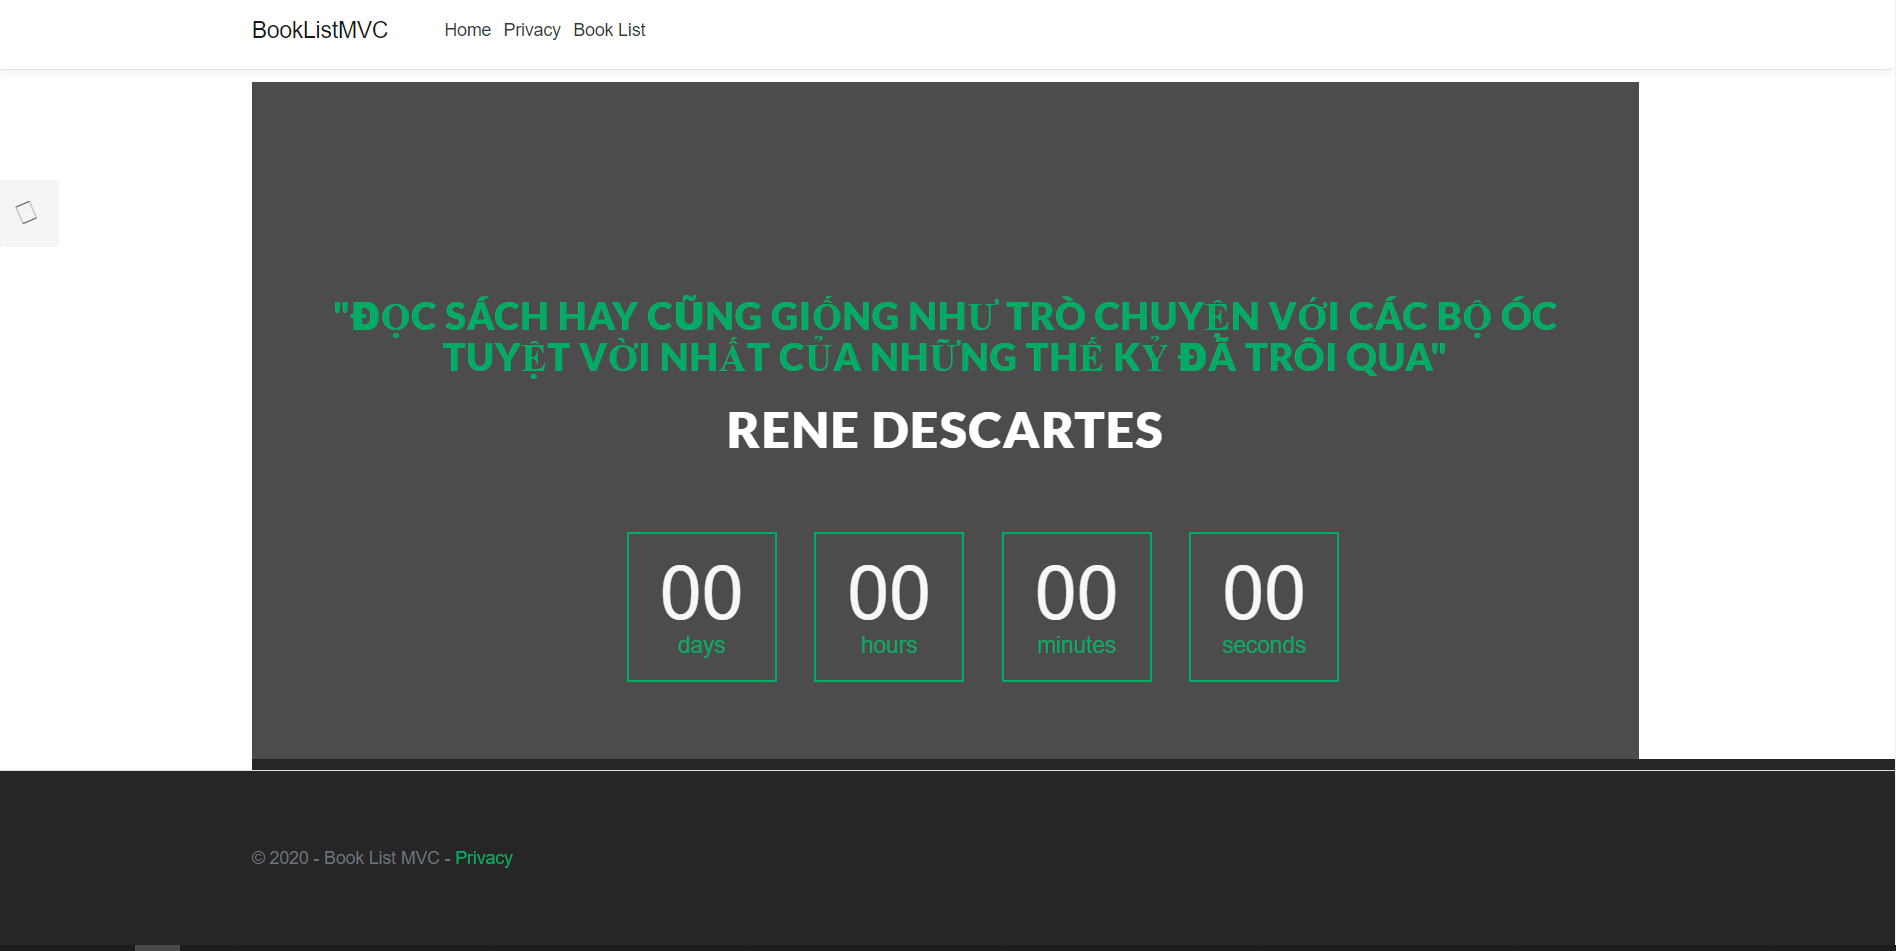 BookListMVC Home Privacy Book List
"ĐỌC SÁCH HAY CŨNG GIỐNG NHƯ TRÒ CHUYỆN VỚI CÁC BỘ ÓC
TUYỆT VỜI NHẤT CỦA NHỮNG THẾ KỶ ĐÃ TRÔI QUA"
RENE DESCARTES
00 00 00 00
days hours minutes seconds
© 2020 - Book List MVC - Privacy